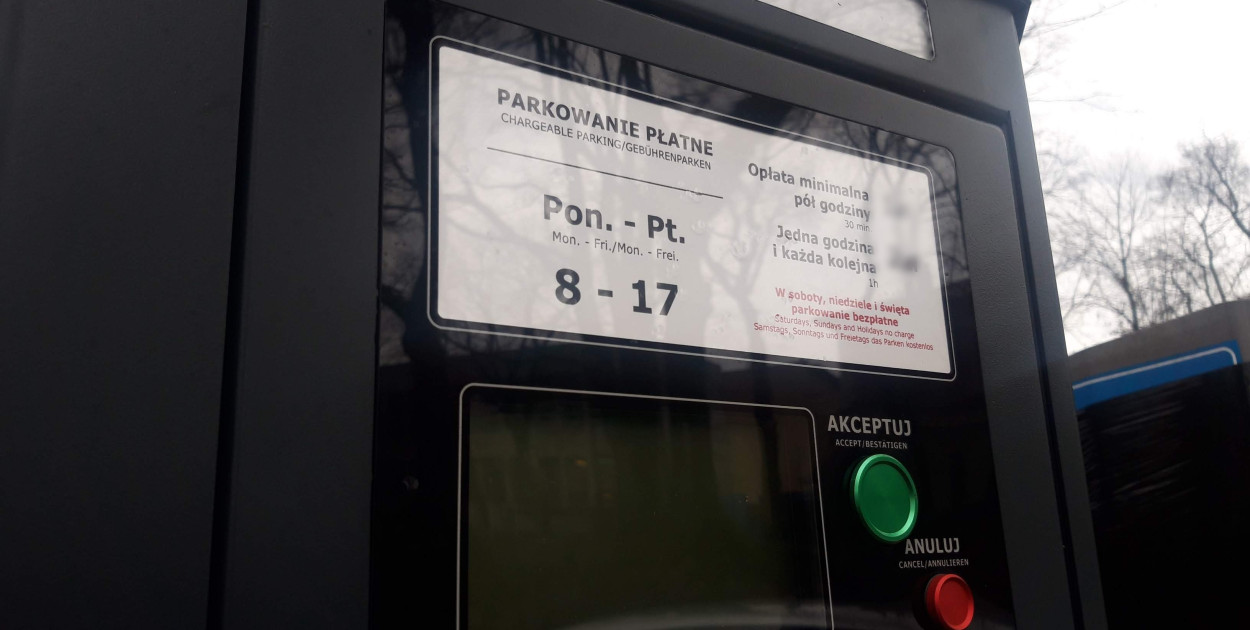 PARKOWANIE PŁATNE
CHARGEABLE PARKING/GEBÜHRENPARKEN
Pon. - Pt.
Mon. - Fri./Mon. - Frei.
8 - 17
Opłata minimalna
pół godziny
30 min
Jedna godzina
i każda kolejna
1h
W soboty, niedziele i święta
parkowanie bezpłatne
Saturdays, Sundays and Holidays no charge
Samstags, Sonntags und Freietags das Parken kostenlos
AKCEPTUJ
ACCEPT/BESTÄTIGEN
ANULUJ
CANCEL/ANNULIEREN